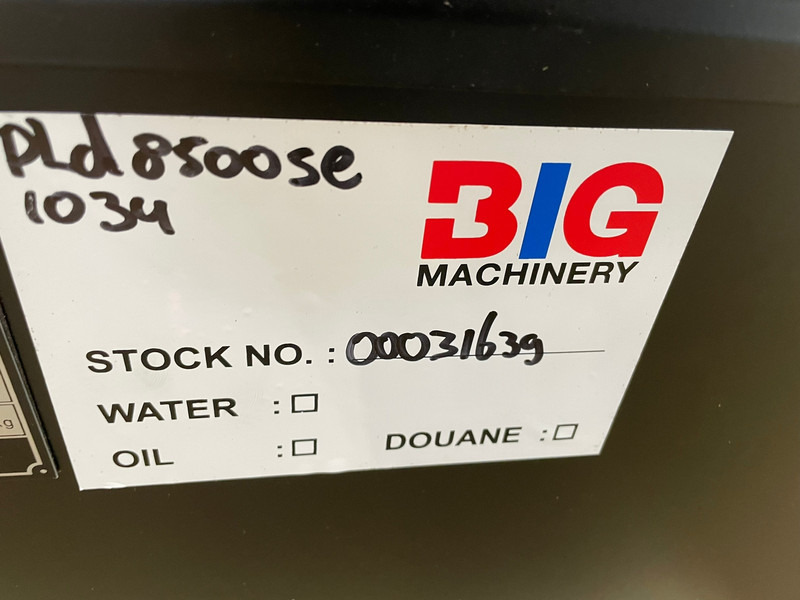 PLd8500se
1034
BIG
MACHINERY
STOCK NO. : 00031639
WATER : ☐
OIL : ☐
DOUANE : ☐